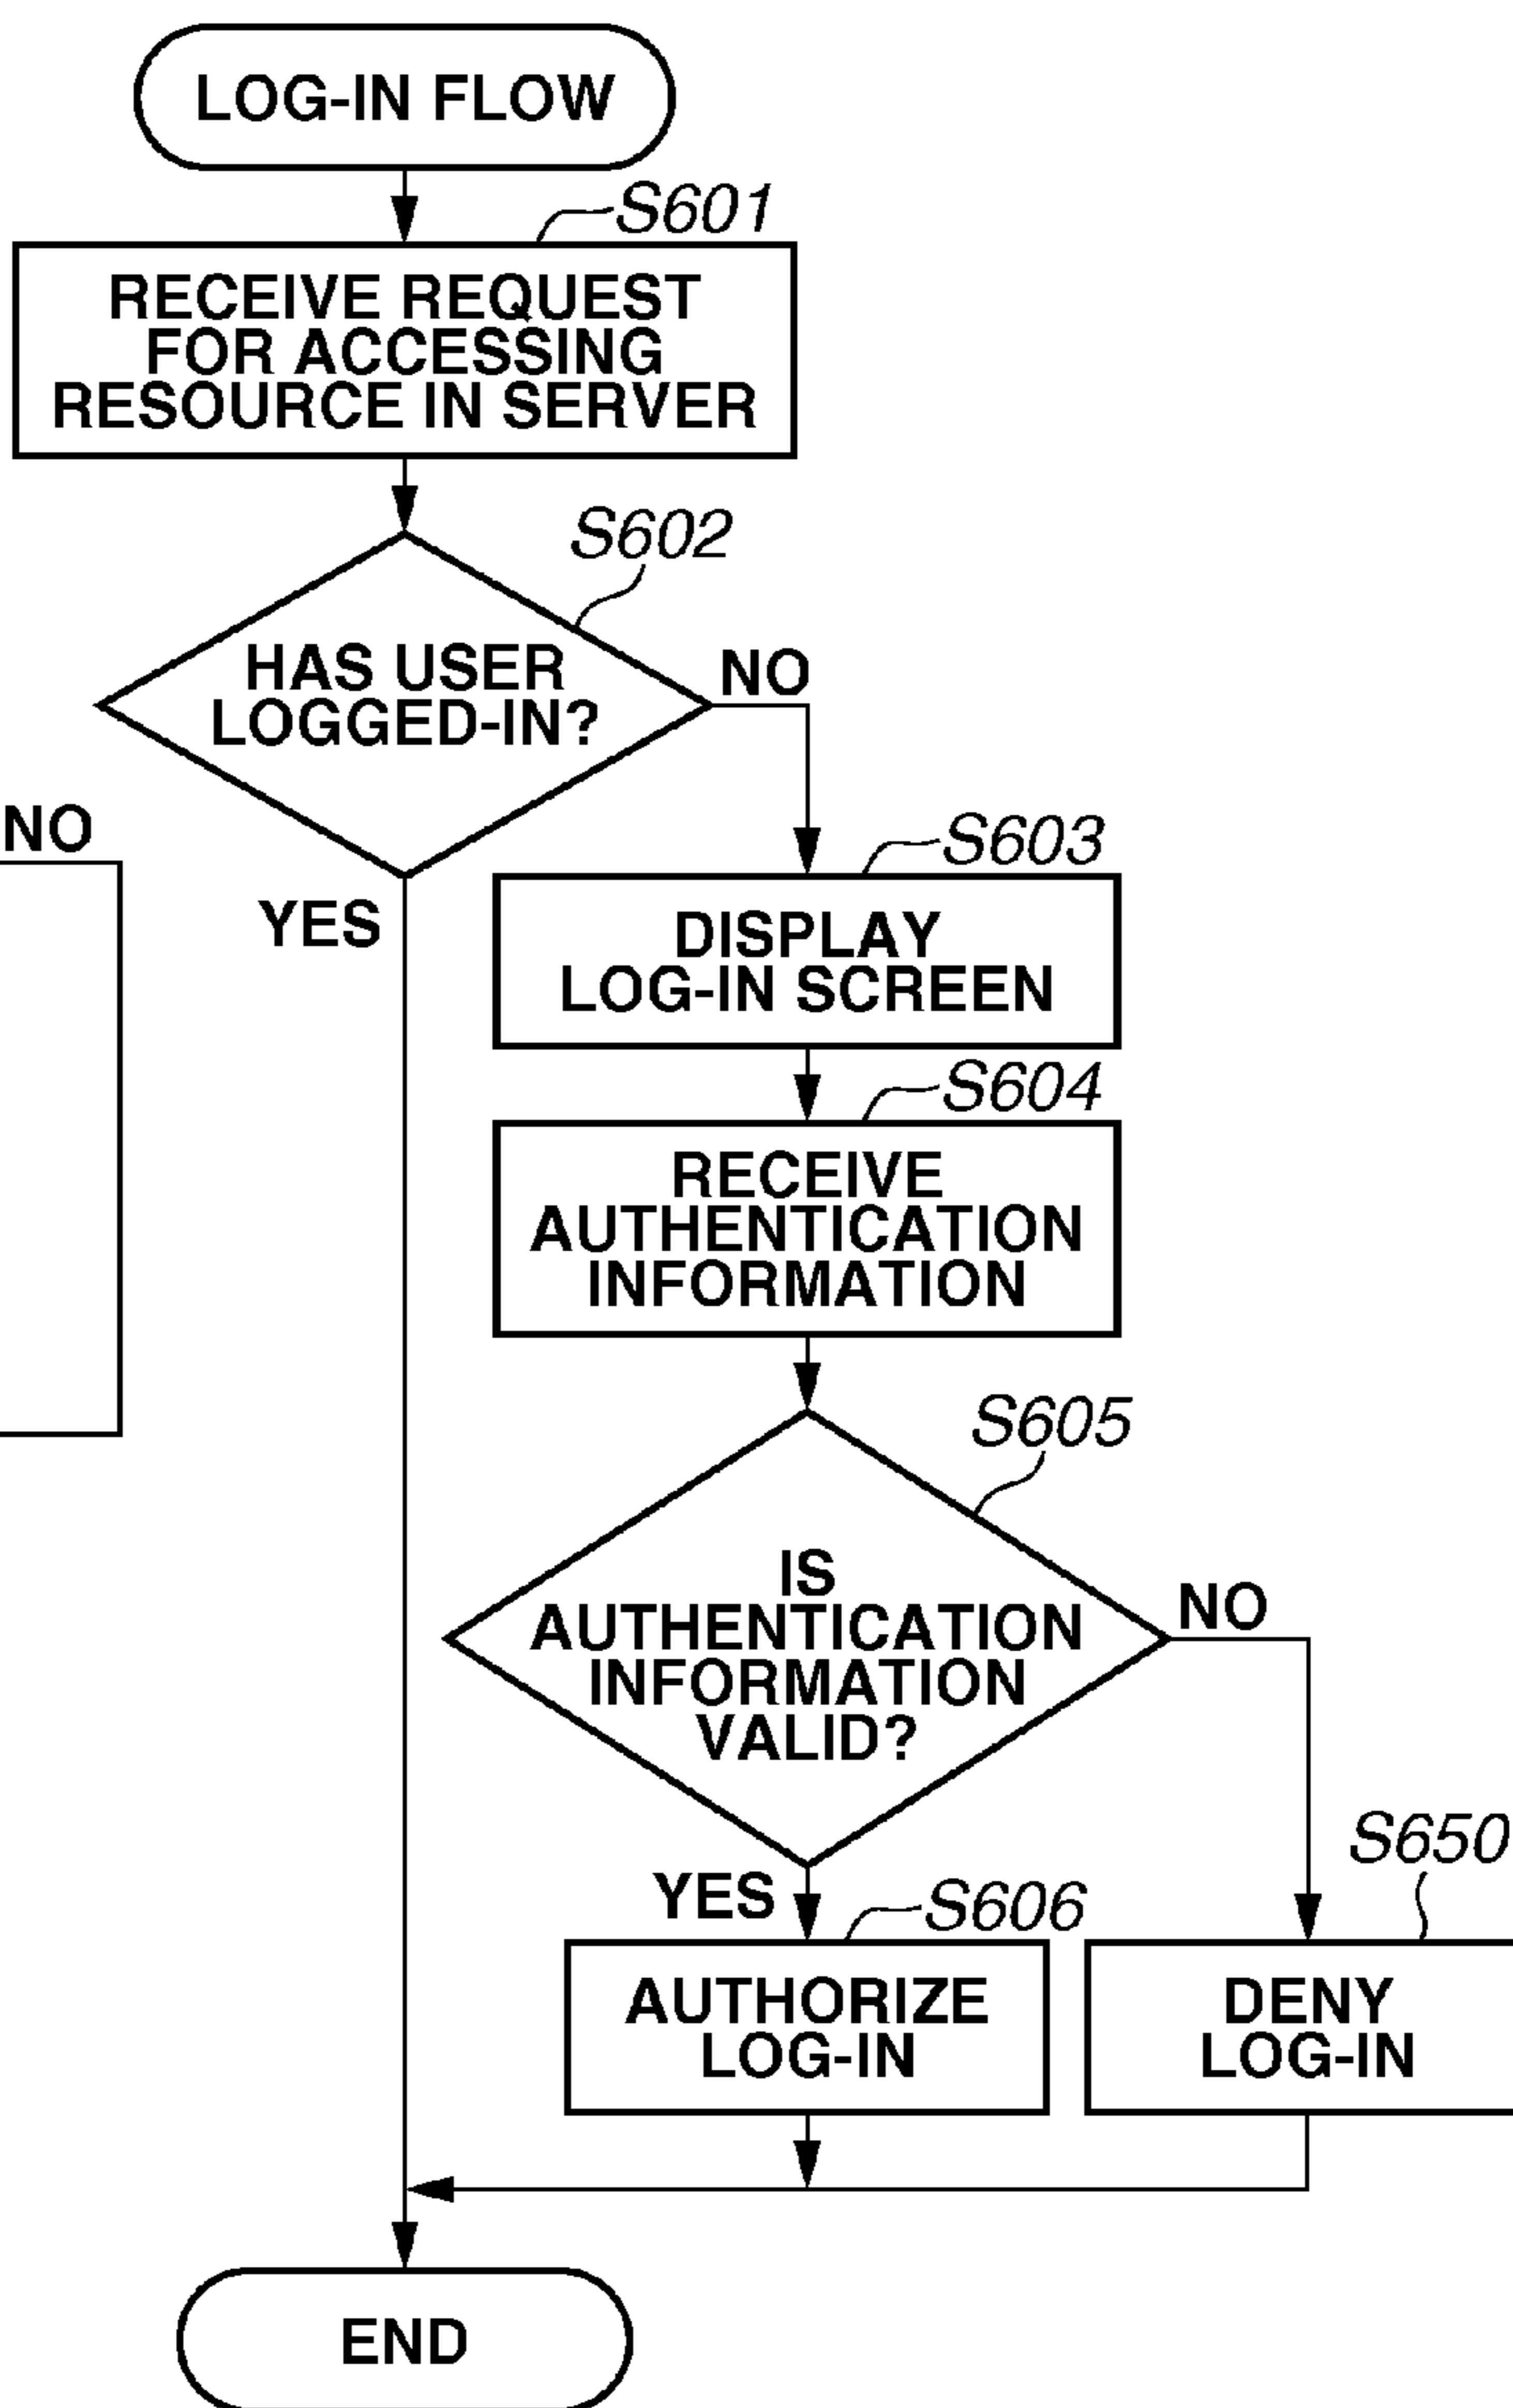 LOG-IN FLOW
S601
RECEIVE REQUEST
FOR ACCESSING
RESOURCE IN SERVER
S602
HAS USER
LOGGED-IN?
NO
NO
YES
S603
DISPLAY
LOG-IN SCREEN
S604
RECEIVE
AUTHENTICATION
INFORMATION
S605
IS
AUTHENTICATION
INFORMATION
VALID?
NO
YES
S606
S650
AUTHORIZE
LOG-IN
DENY
LOG-IN
END